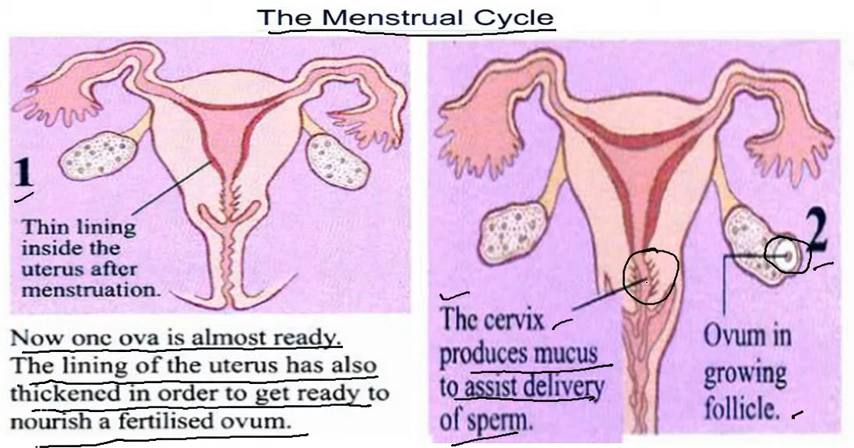 The Menstrual Cycle
1
Thin lining
inside the
uterus after
menstruation.
Now one ova is almost ready.
The lining of the uterus has also
thickened in order to get ready to
nourish a fertilised ovum.
2
The cervix
produces mucus
to assist delivery
of sperm.
Ovum in
growing
follicle.